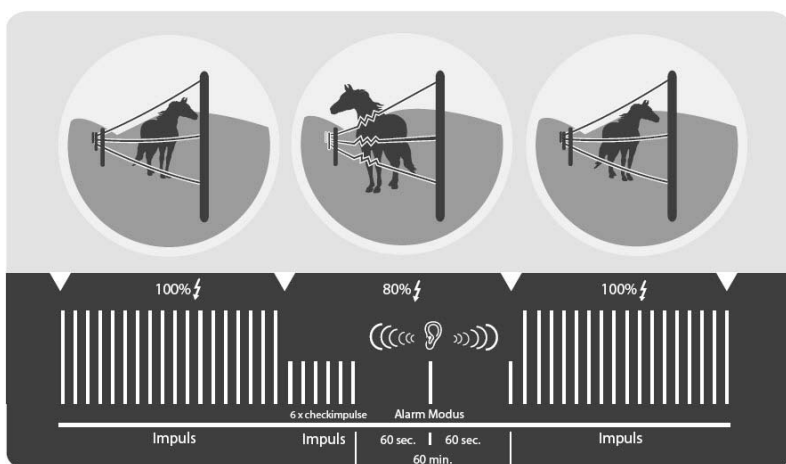 100%
80%
100%
6 x checkimpulse
Alarm Modus
Impuls
Impuls
60 sec.
60 sec.
Impuls
60 min.